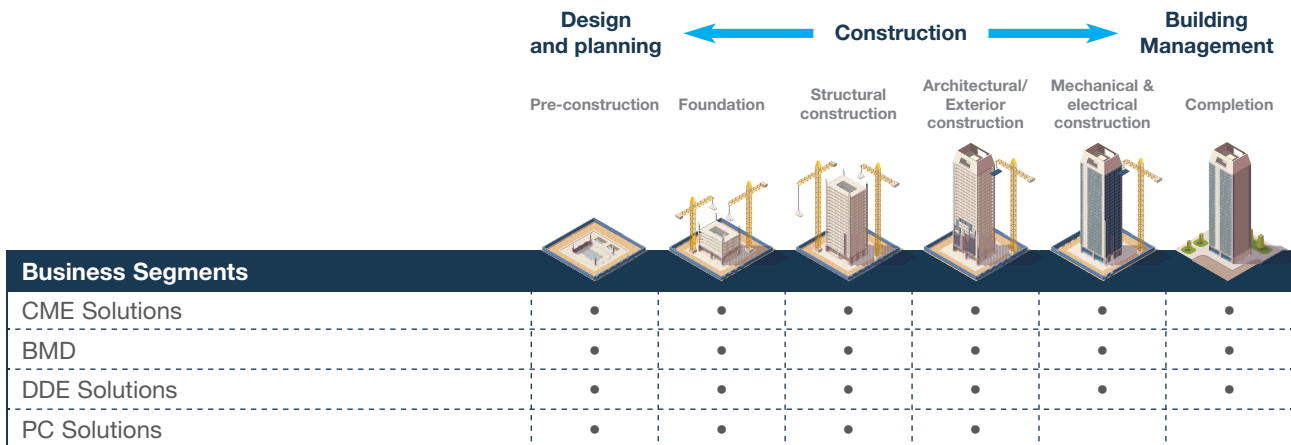 Design
and planning
Construction
Building
Management
Pre-construction
Foundation
Structural
construction
Architectural/
Exterior
construction
Mechanical &
electrical
construction
Completion
Business Segments
CME Solutions • • • • • •
BMD • • • • • •
DDE Solutions • • • • • •
PC Solutions • • • •